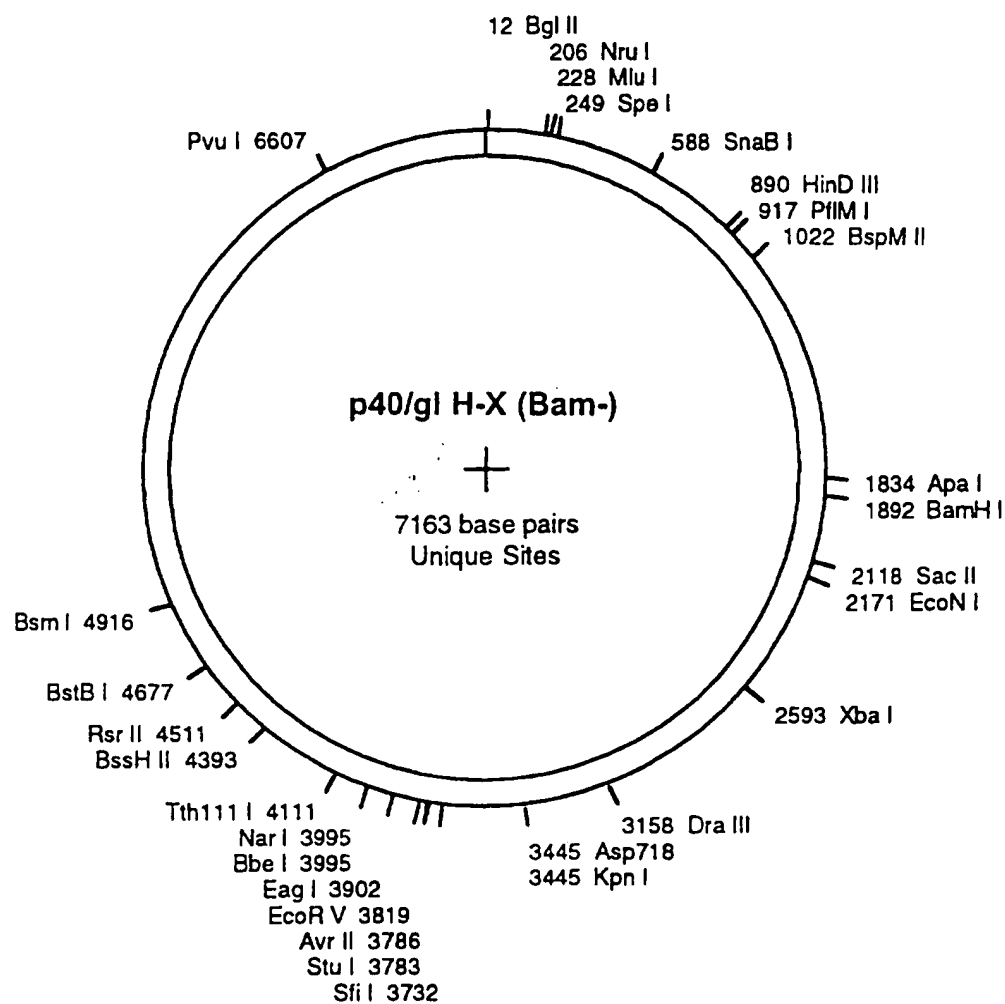 12 Bgl II
206 Nru I
228 Mlu I
249 Spe I
Pvu I 6607
588 SnaB I
890 HinD III
917 PflM I
1022 BspM II
p40/gI H-X (Bam-)
7163 base pairs
Unique Sites
1834 Apa I
1892 BamH I
2118 Sac II
2171 EcoN I
2593 Xba I
3158 Dra III
3445 Asp718
3445 Kpn I
Bsm I 4916
BstB I 4677
Rsr II 4511
BssH II 4393
Tth111 I 4111
Nar I 3995
Bbe I 3995
Eag I 3902
EcoR V 3819
Avr II 3786
Stu I 3783
Sfi I 3732